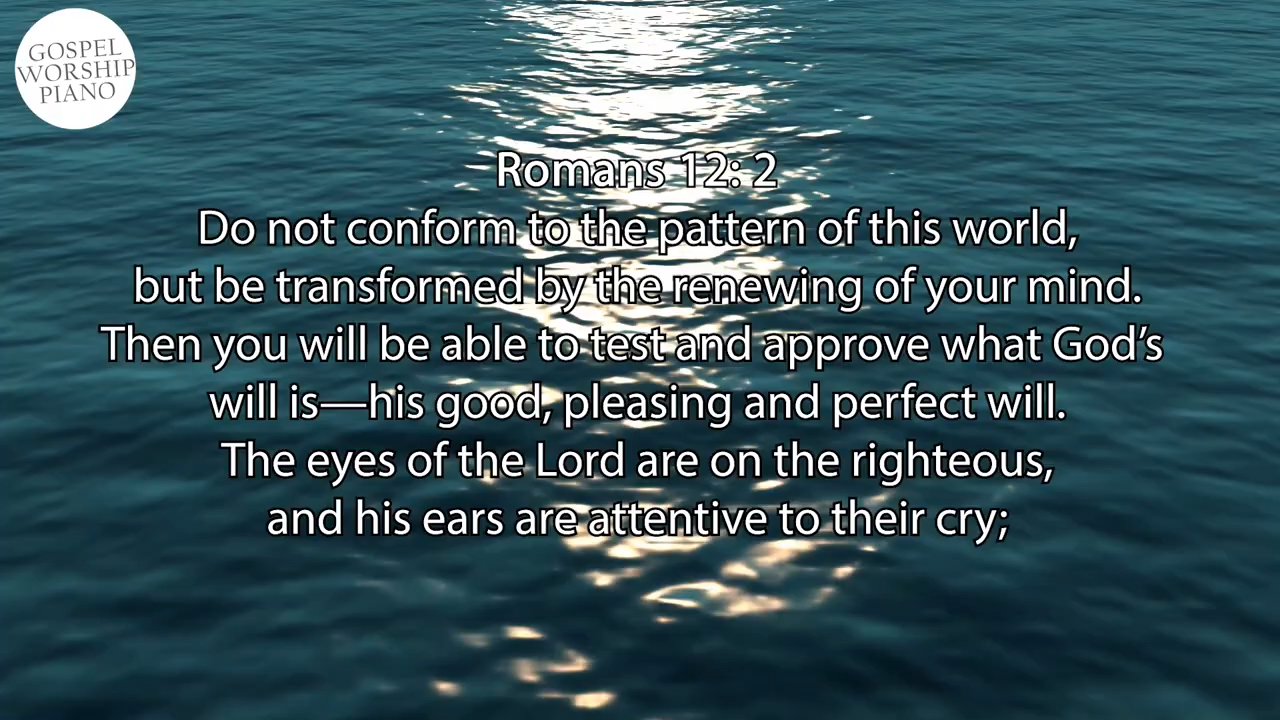 GOSPEL
WORSHIP
PIANO
Romans 12: 2
Do not conform to the pattern of this world,
but be transformed by the renewing of your mind.
Then you will be able to test and approve what God’s
will is—his good, pleasing and perfect will.
The eyes of the Lord are on the righteous,
and his ears are attentive to their cry;